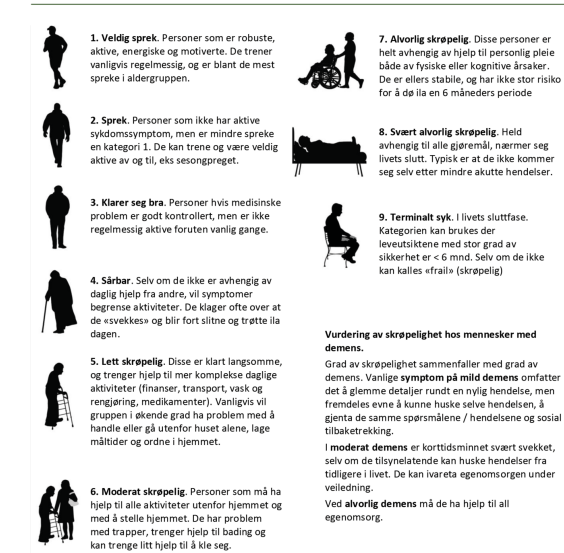 1. Veldig sprek. Personer som er robuste,
aktive, energiske og motiverte. De trener
vanligvis regelmessig, og er blant de mest
spreke i aldergruppen.
2. Sprek. Personer som ikke har aktive
sykdomssymptom, men er mindre spreke
en kategori 1. De kan trene og være veldig
aktive av og til, eks sesongpreget.
3. Klarer seg bra. Personer hvis medisinske
problem er godt kontrollert, men er ikke
regelmessig aktive foruten vanlig gange.
4. Sårbar. Selv om de ikke er avhengig av
daglig hjelp fra andre, vil symptomer
begrense aktiviteter. De klager ofte over at
de «svekkes» og blir fort slitne og trøtte ila
dagen.
5. Lett skrøpelig. Disse er klart langsomme,
og trenger hjelp til mer komplekse daglige
aktiviteter (finanser, transport, vask og
rengjøring, medikamenter). Vanligvis vil
gruppen i økende grad ha problem med å
handle eller gå utenfor huset alene, lage
måltider og ordne i hjemmet.
6. Moderat skrøpelig. Personer som må ha
hjelp til alle aktiviteter utenfor hjemmet og
med å stelle hjemmet. De har problem
med trapper, trenger hjelp til bading og
kan trenge litt hjelp til å kle seg.
7. Alvorlig skrøpelig. Disse personer er
helt avhengig av hjelp til personlig pleie
både av fysiske eller kognitive årsaker.
De er ellers stabile, og har ikke stor risiko
for å dø ila en 6 måneders periode
8. Svært alvorlig skrøpelig. Held
avhengig til alle gjøremål, nærmer seg
livets slutt. Typisk er at de ikke kommer
seg selv etter mindre akutte hendelser.
9. Terminalt syk. I livets sluttfase.
Kategorien kan brukes der
leveutsiktene med stor grad av
sikkerhet er < 6 mnd. Selv om de ikke
kan kalles «frail» (skrøpelig)
Vurdering av skrøpelighet hos mennesker med
demens.
Grad av skrøpelighet sammenfaller med grad av
demens. Vanlige symptom på mild demens omfatter
det å glemme detaljer rundt en nylig hendelse, men
fremdeles evne å kunne huske selve hendelsen, å
gjenta de samme spørsmålene / hendelsene og sosial
tilbaketrekking.
I moderat demens er korttidsminnet svært svekket,
selv om de tilsynelatende kan huske hendelser fra
tidligere i livet. De kan ivareta egenomsorgen under
veiledning.
Ved alvorlig demens må de ha hjelp til all
egenomsorg.